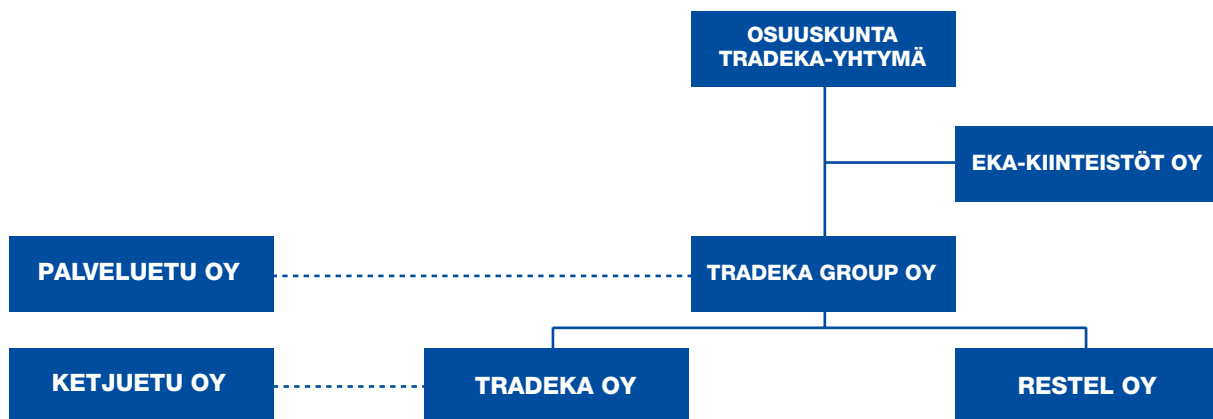 OSUUSKUNTA
TRADEKA-YHTYMÄ
EKA-KIINTEISTÖT OY
PALVELUETU OY
TRADEKA GROUP OY
KETJUETU OY
TRADEKA OY
RESTEL OY